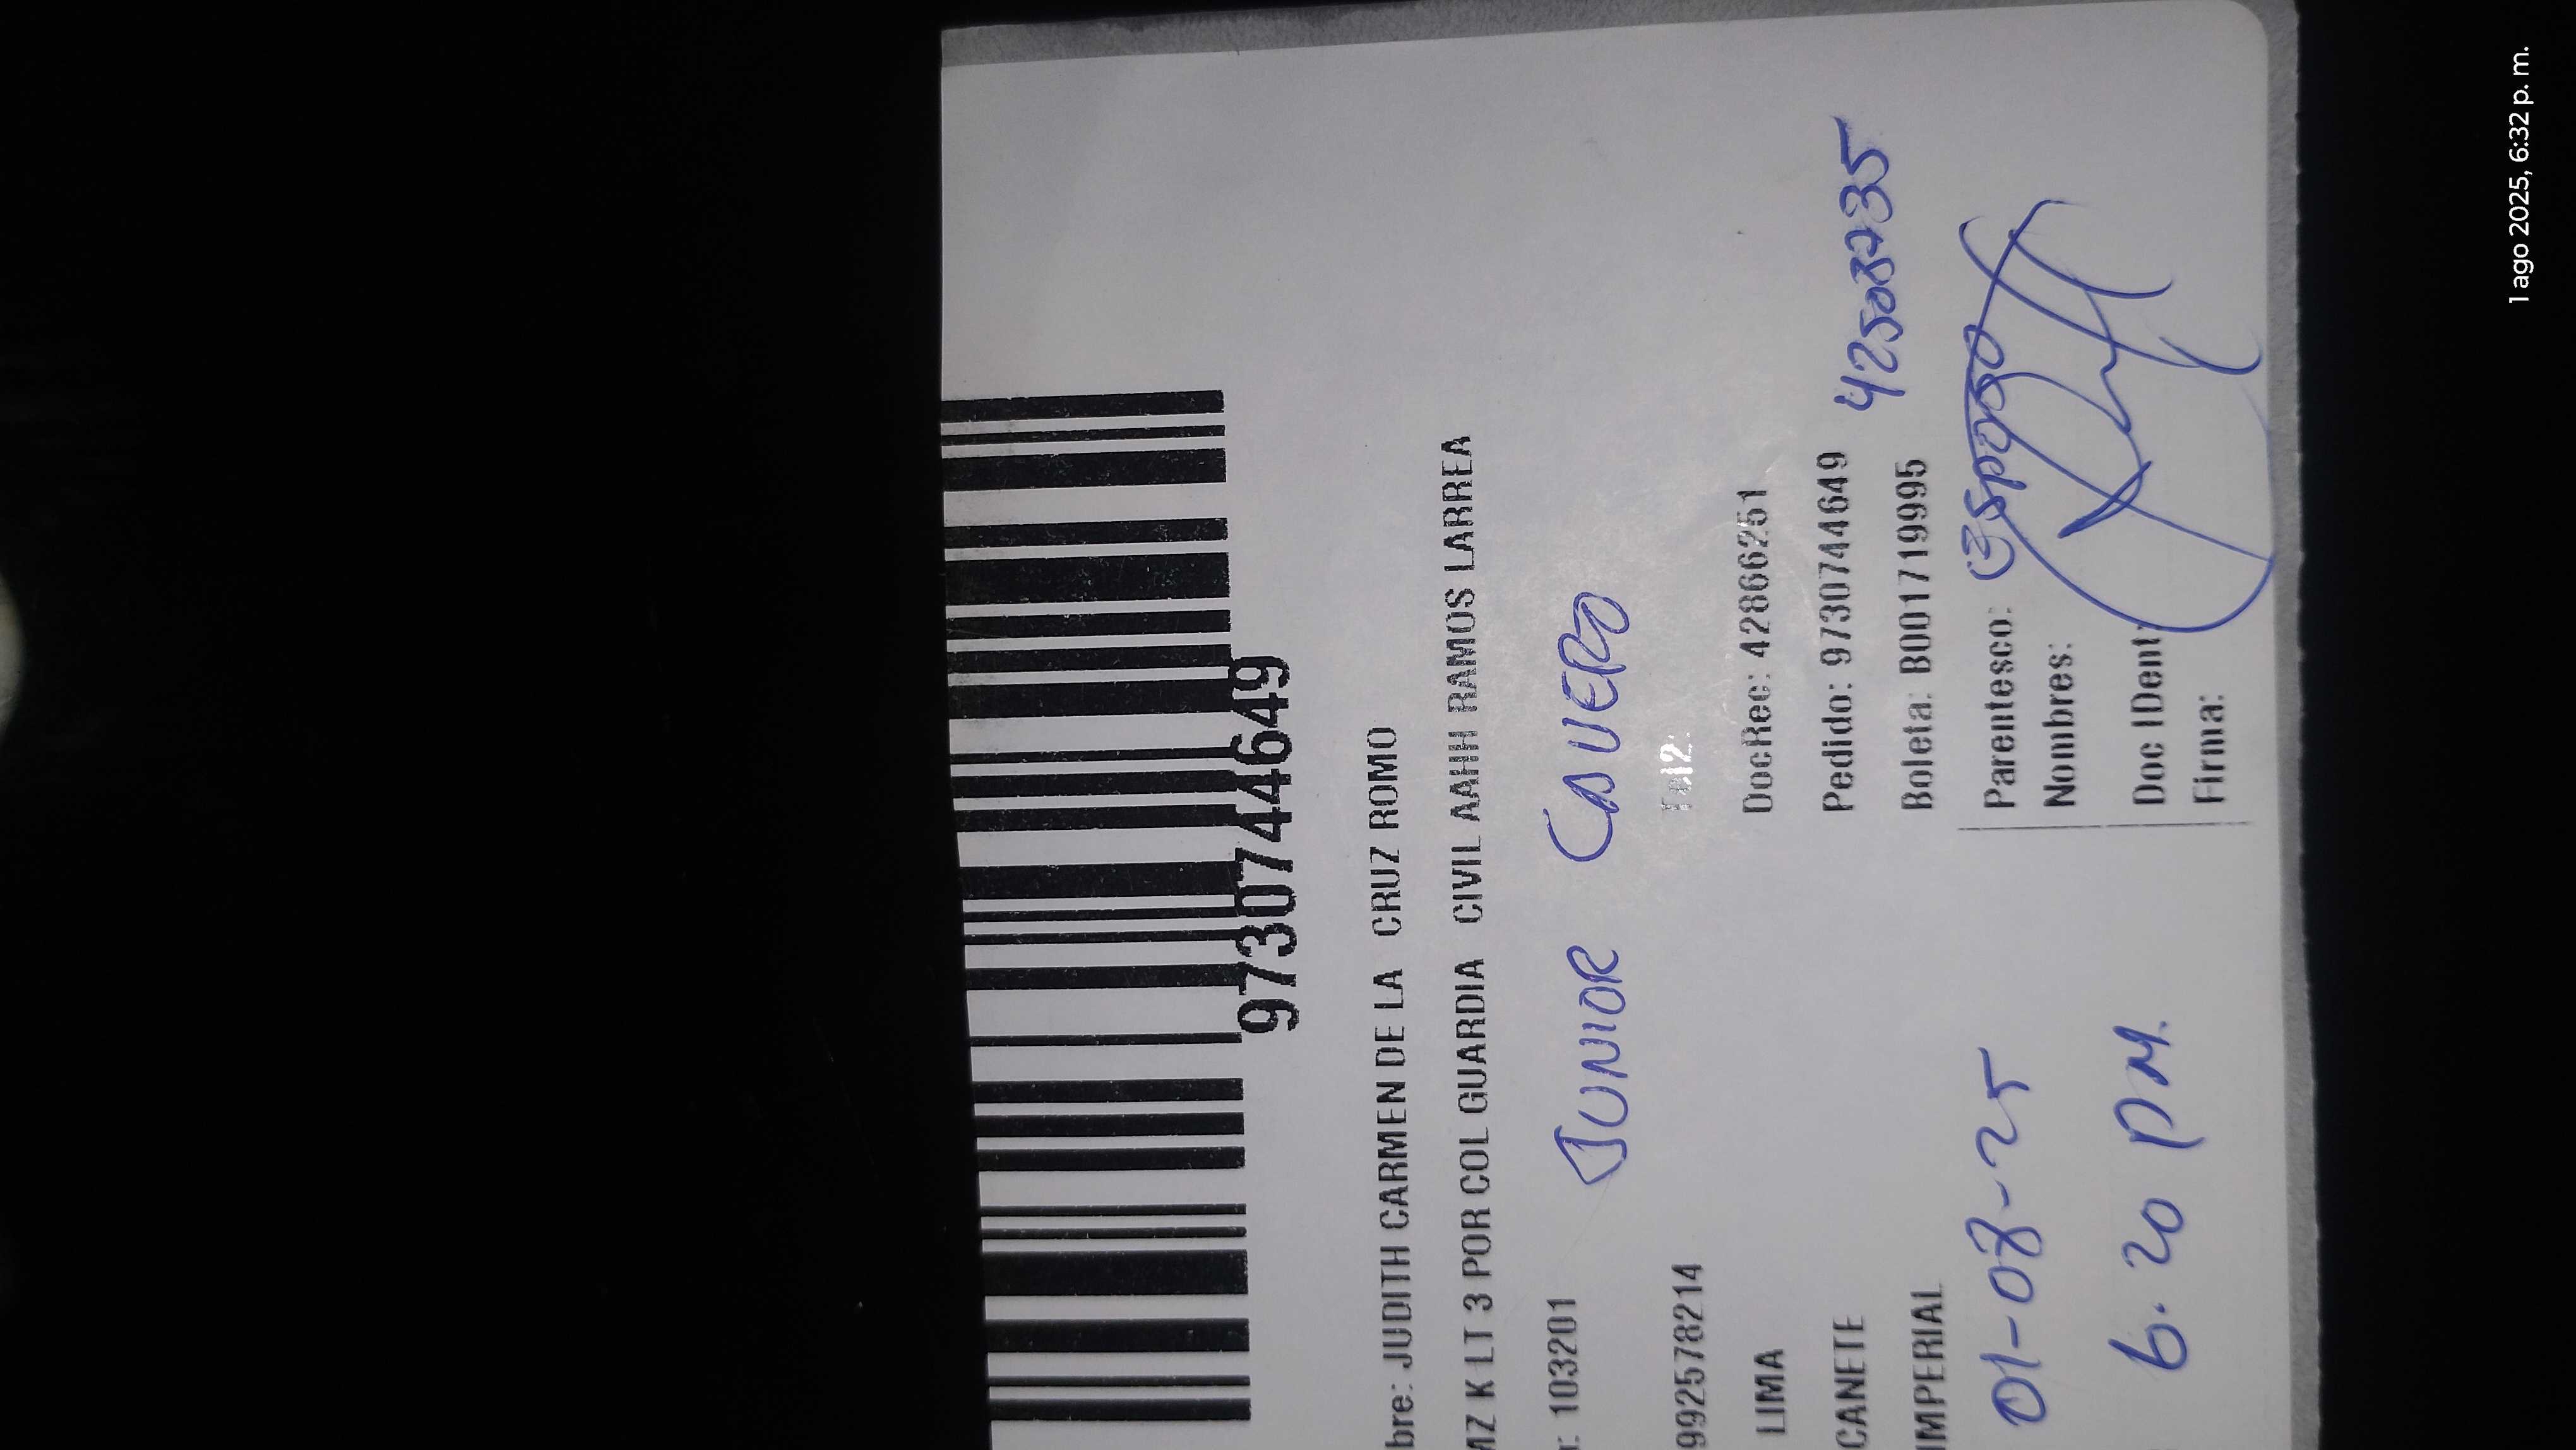 9730744649
bre: JUDITH CARMEN DE LA CRUZ ROMO
MZ K LT 3 POR COL GUARDIA CIVIL AAHH RAMOS LARREA
: 103201
JUNIOR CAVERO
992578214
Tel2:
LIMA
DocRec: 42866251
CANETE
Pedido: 9730744649
42508735
IMPERIAL
Boleta: B001719995
01-08-25
Parentesco: Esposo
Nombres:
6:20 PM.
Doc IDent
Firma:
1 ago 2025, 6:32 p. m.